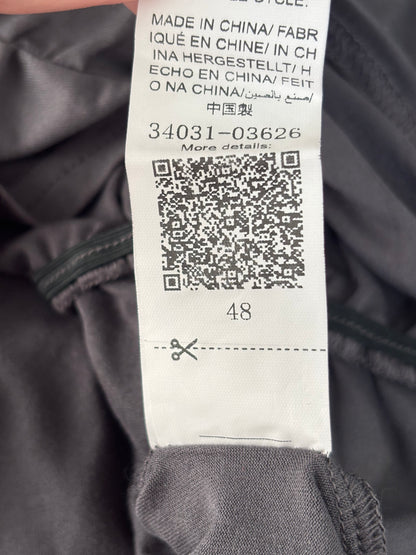 MADE IN CHINA/ FABR
IQUÉ EN CHINE/ IN CH
INA HERGESTELLT/ H
ECHO EN CHINA/ FEIT
O NA CHINA/صنع بالصين/
中国製
34031-03626
More details:
48